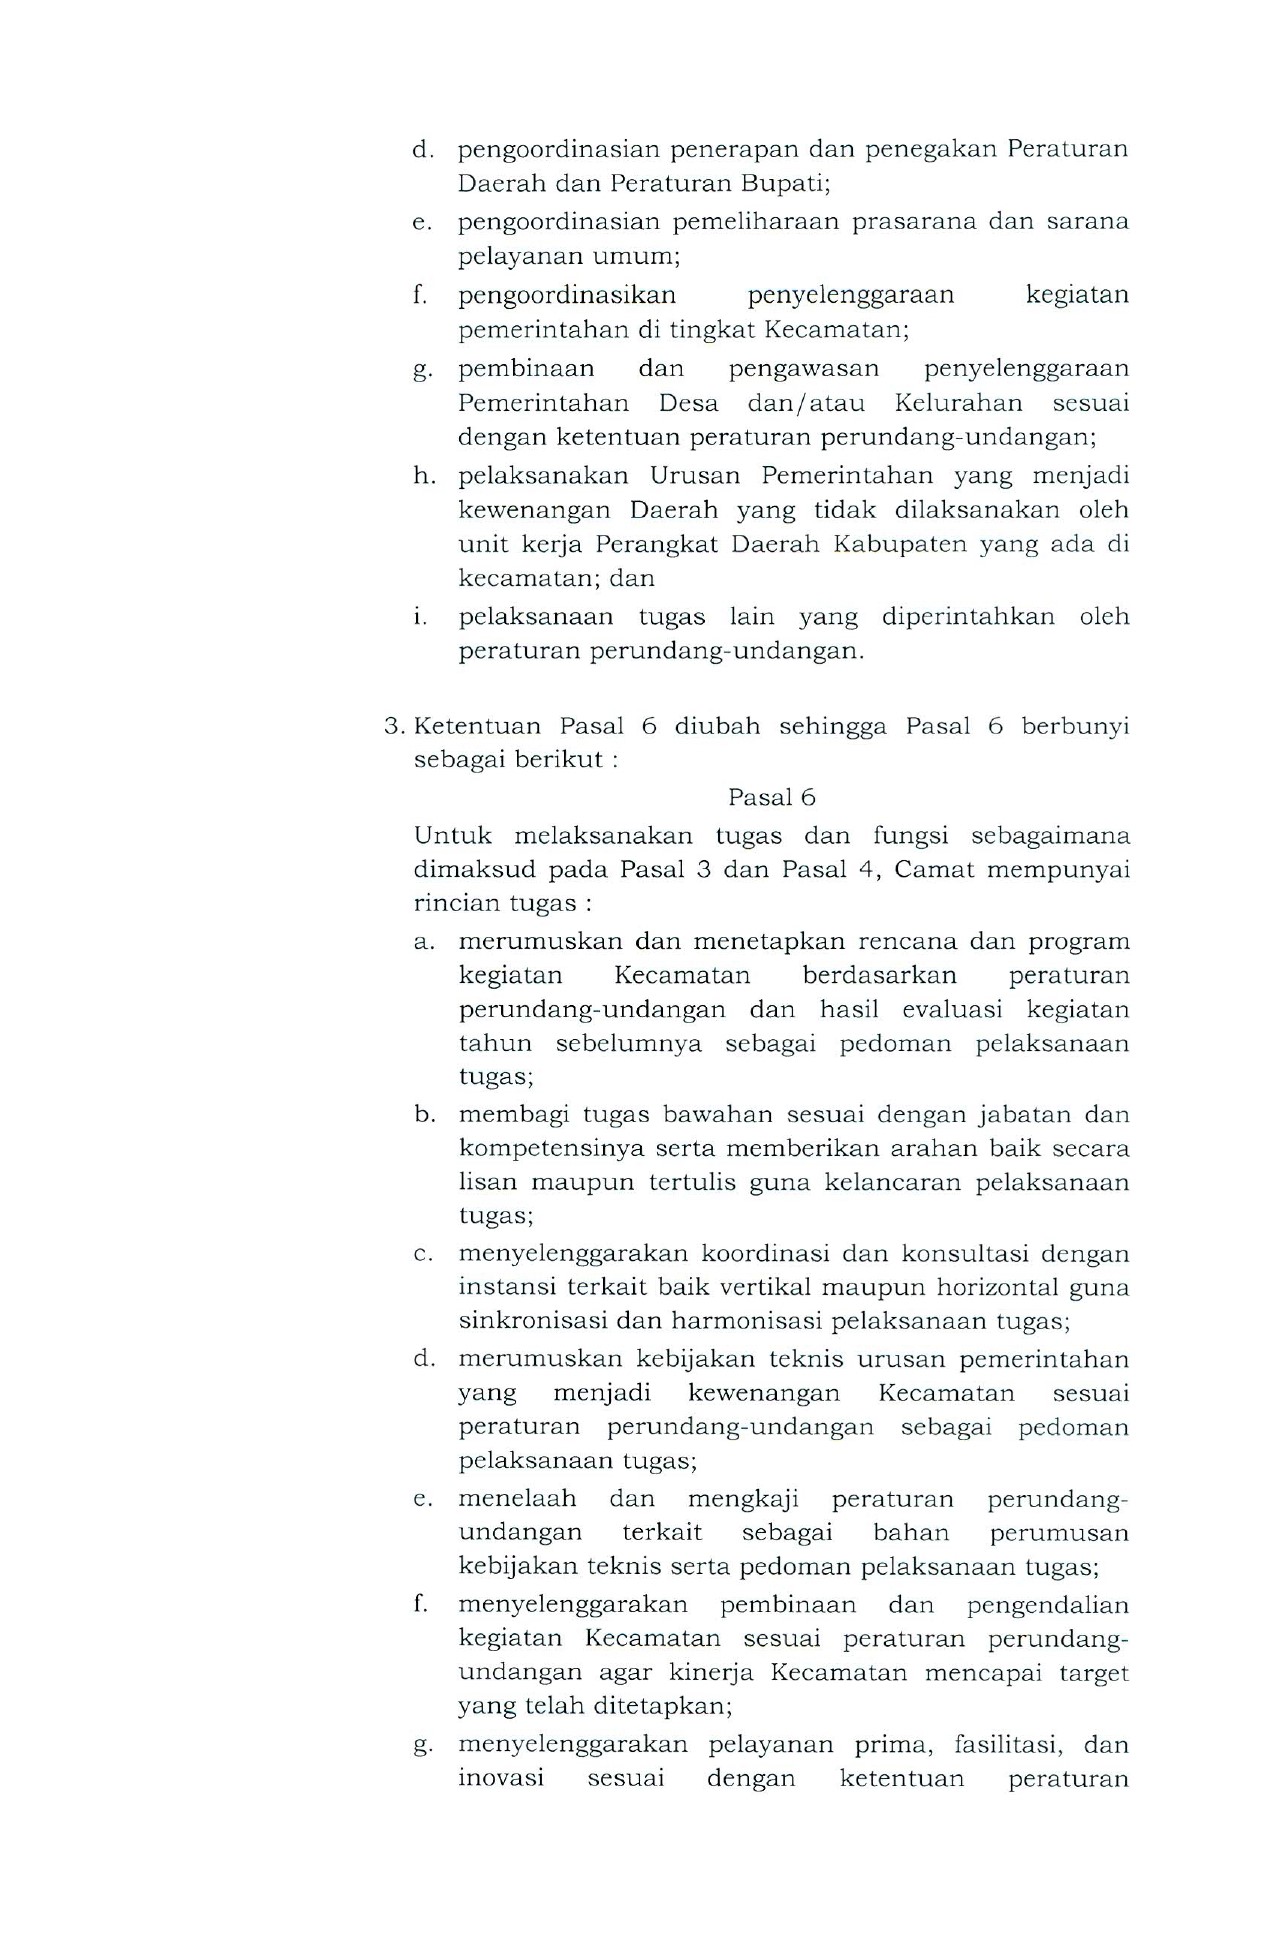 d. pengoordinasian penerapan dan penegakan Peraturan
Daerah dan Peraturan Bupati;
e. pengoordinasian pemeliharaan prasarana dan sarana
pelayanan umum;
f. pengoordinasikan penyelenggaraan kegiatan
pemerintahan di tingkat Kecamatan;
g. pembinaan dan pengawasan penyelenggaraan
Pemerintahan Desa dan/atau Kelurahan sesuai
dengan ketentuan peraturan perundang-undangan;
h. pelaksanakan Urusan Pemerintahan yang menjadi
kewenangan Daerah yang tidak dilaksanakan oleh
unit kerja Perangkat Daerah Kabupaten yang ada di
kecamatan; dan
i. pelaksanaan tugas lain yang diperintahkan oleh
peraturan perundang-undangan.
3. Ketentuan Pasal 6 diubah sehingga Pasal 6 berbunyi
sebagai berikut :
Pasal 6
Untuk melaksanakan tugas dan fungsi sebagaimana
dimaksud pada Pasal 3 dan Pasal 4, Camat mempunyai
rincian tugas :
a. merumuskan dan menetapkan rencana dan program
kegiatan Kecamatan berdasarkan peraturan
perundang-undangan dan hasil evaluasi kegiatan
tahun sebelumnya sebagai pedoman pelaksanaan
tugas;
b. membagi tugas bawahan sesuai dengan jabatan dan
kompetensinya serta memberikan arahan baik secara
lisan maupun tertulis guna kelancaran pelaksanaan
tugas;
c. menyelenggarakan koordinasi dan konsultasi dengan
instansi terkait baik vertikal maupun horizontal guna
sinkronisasi dan harmonisasi pelaksanaan tugas;
d. merumuskan kebijakan teknis urusan pemerintahan
yang menjadi kewenangan Kecamatan sesuai
peraturan perundang-undangan sebagai pedoman
pelaksanaan tugas;
e. menelaah dan mengkaji peraturan perundang-
undangan terkait sebagai bahan perumusan
kebijakan teknis serta pedoman pelaksanaan tugas;
f. menyelenggarakan pembinaan dan pengendalian
kegiatan Kecamatan sesuai peraturan perundang-
undangan agar kinerja Kecamatan mencapai target
yang telah ditetapkan;
g. menyelenggarakan pelayanan prima, fasilitasi, dan
inovasi sesuai dengan ketentuan peraturan